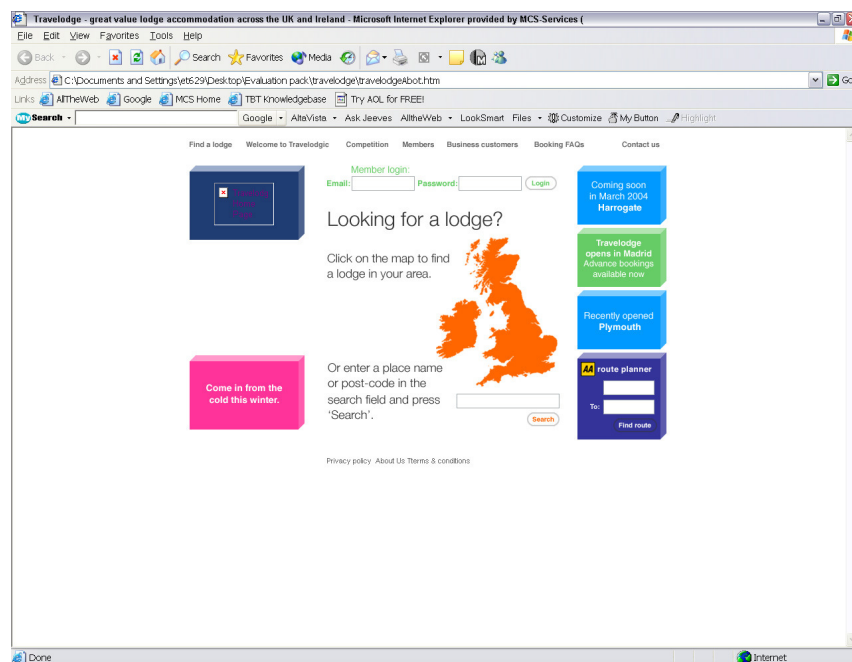 Travelodge - great value lodge accommodation across the UK and Ireland - Microsoft Internet Explorer provided by MCS-Services (
File Edit View Favorites Tools Help
Back Search Favorites Media
Address C:\Documents and Settings\et629\Desktop\Evaluation pack\travelodge\travelodgeAbot.htm Go
Links AllTheWeb Google MCS Home TBT Knowledgebase Try AOL for FREE!
My Search Google AltaVista Ask Jeeves AlltheWeb LookSmart Files Customize My Button Highlight
Find a lodge Welcome to Travelodgic Competition Members Business customers Booking FAQs Contact us
Member login:
Email: Password: Login
Looking for a lodge?
Click on the map to find
a lodge in your area.
Or enter a place name
or post-code in the
search field and press
‘Search’.
Search
Come in from the
cold this winter.
Coming soon
in March 2004
Harrogate
Travelodge
opens in Madrid
Advance bookings
available now
Recently opened
Plymouth
AA route planner
To:
Find route
Privacy policy About Us Tterms & conditions
Done Internet